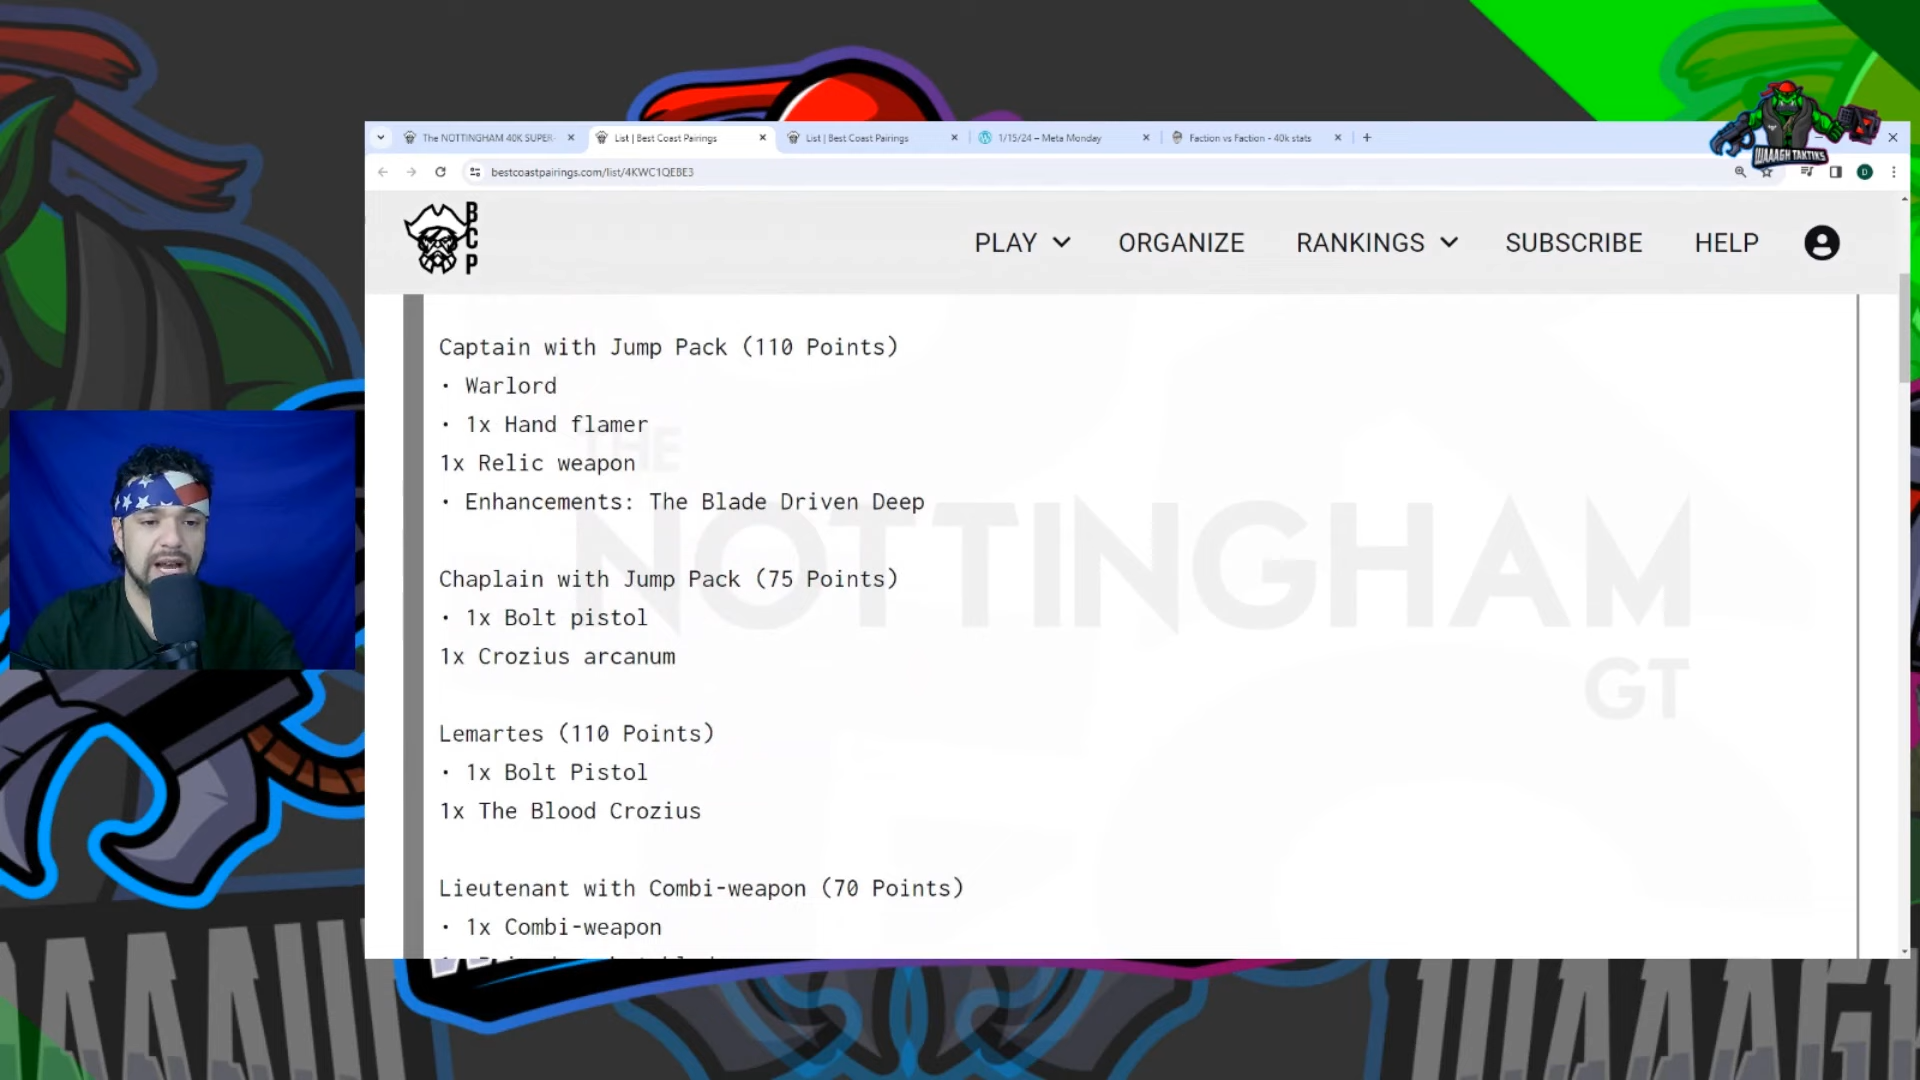 The NOTTINGHAM 40K SUPER-
List | Best Coast Pairings
List | Best Coast Pairings
1/15/24 – Meta Monday
Faction vs Faction - 40k stats
WAAAGH TAKTIKS
bestcoastpairings.com/list/4KWC1QEBE3
D
BCP
PLAY
ORGANIZE
RANKINGS
SUBSCRIBE
HELP
Captain with Jump Pack (110 Points)
• Warlord
• 1x Hand flamer
1x Relic weapon
• Enhancements: The Blade Driven Deep
Chaplain with Jump Pack (75 Points)
• 1x Bolt pistol
1x Crozius arcanum
Lemartes (110 Points)
• 1x Bolt Pistol
1x The Blood Crozius
Lieutenant with Combi-weapon (70 Points)
• 1x Combi-weapon
THE
NOTTINGHAM
GT